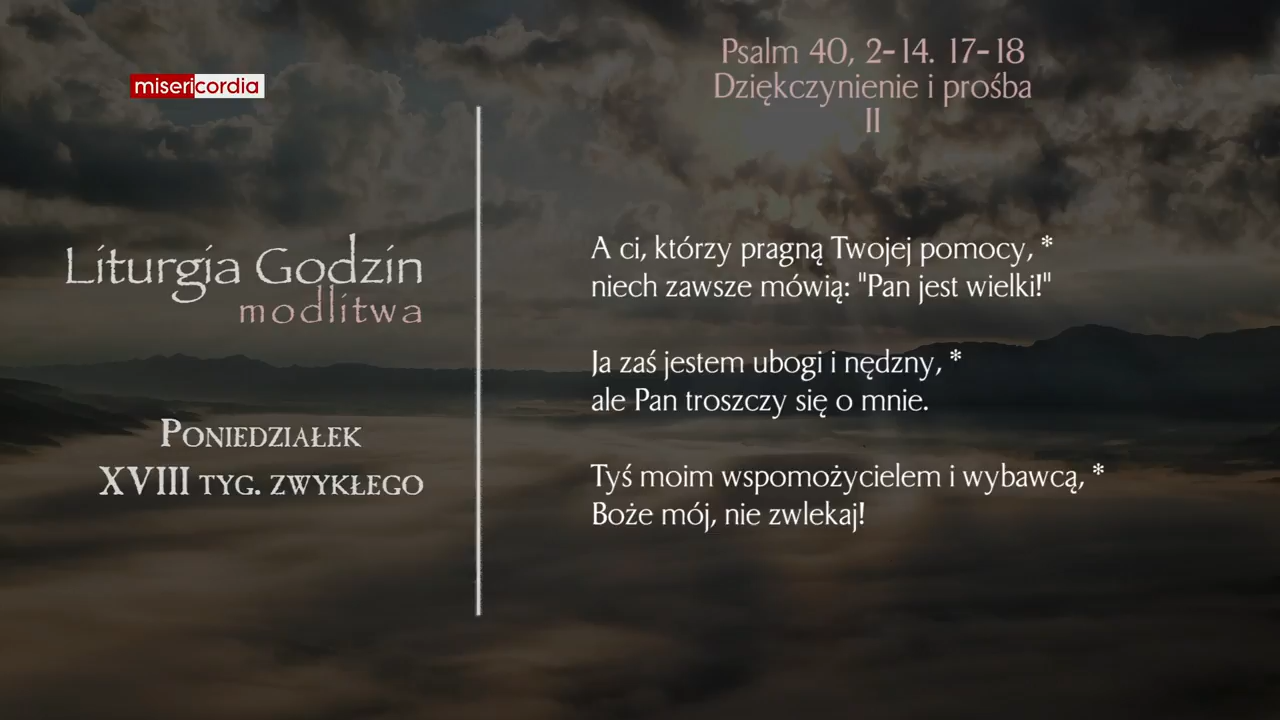 misericordia
Liturgia Godzin
modlitwa
Poniedziałek
XVIII tyg. zwykłego
Psalm 40, 2-14. 17-18
Dziękczynienie i prośba
II
A ci, którzy pragną Twojej pomocy, *
niech zawsze mówią: "Pan jest wielki!"
Ja zaś jestem ubogi i nędzny, *
ale Pan troszczy się o mnie.
Tyś moim wspomożycielem i wybawcą, *
Boże mój, nie zwlekaj!